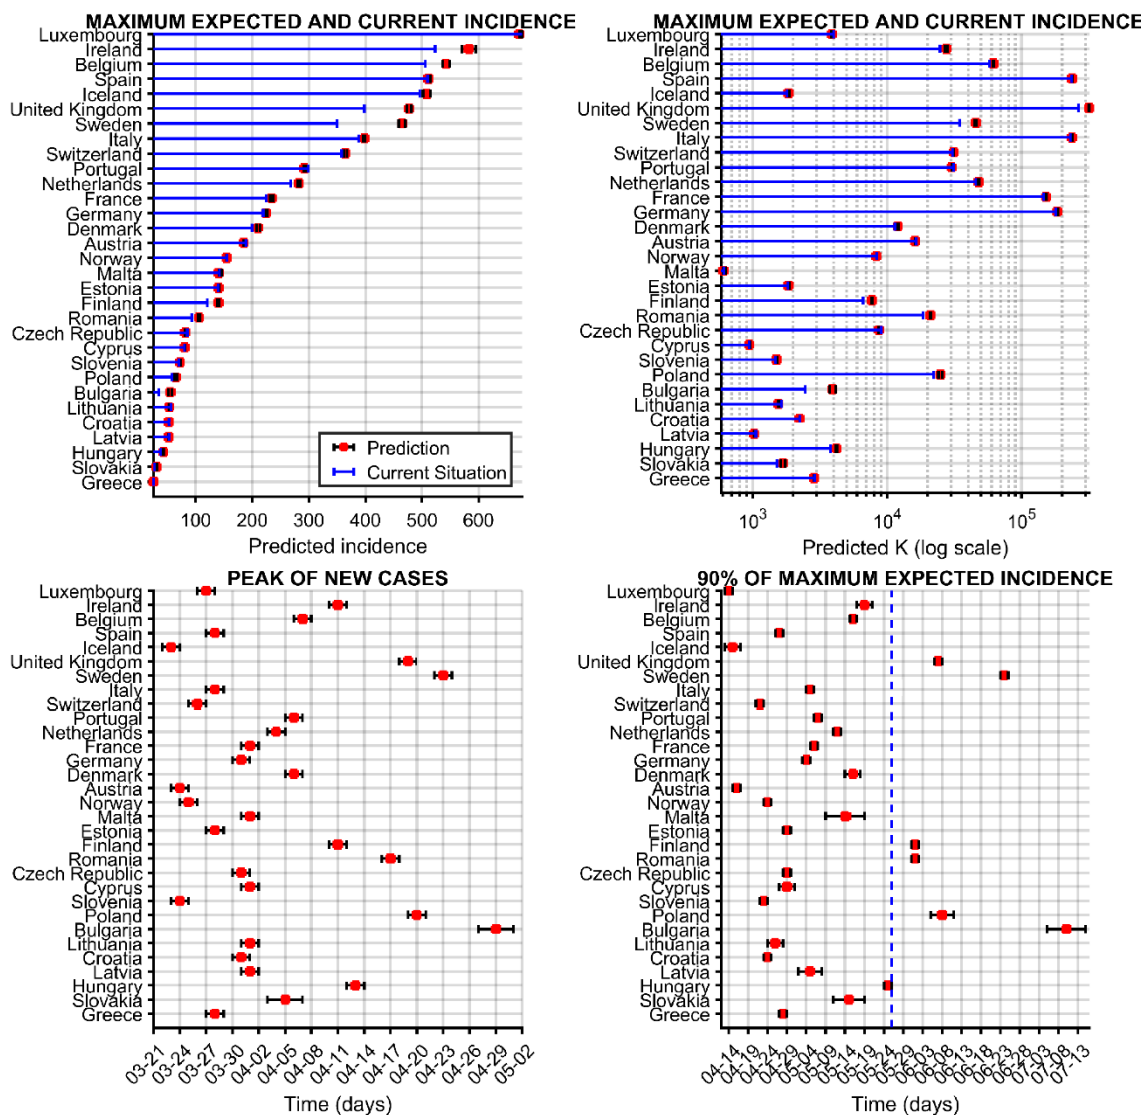 MAXIMUM EXPECTED AND CURRENT INCIDENCE
Luxembourg
Ireland
Belgium
Spain
Iceland
United Kingdom
Sweden
Italy
Switzerland
Portugal
Netherlands
France
Germany
Denmark
Austria
Norway
Malta
Estonia
Finland
Romania
Czech Republic
Cyprus
Slovenia
Poland
Bulgaria
Lithuania
Croatia
Latvia
Hungary
Slovakia
Greece
Prediction
Current Situation
100 200 300 400 500 600
Predicted incidence
MAXIMUM EXPECTED AND CURRENT INCIDENCE
Luxembourg
Ireland
Belgium
Spain
Iceland
United Kingdom
Sweden
Italy
Switzerland
Portugal
Netherlands
France
Germany
Denmark
Austria
Norway
Malta
Estonia
Finland
Romania
Czech Republic
Cyprus
Slovenia
Poland
Bulgaria
Lithuania
Croatia
Latvia
Hungary
Slovakia
Greece
10³ 10⁴ 10⁵
Predicted K (log scale)
PEAK OF NEW CASES
Luxembourg
Ireland
Belgium
Spain
Iceland
United Kingdom
Sweden
Italy
Switzerland
Portugal
Netherlands
France
Germany
Denmark
Austria
Norway
Malta
Estonia
Finland
Romania
Czech Republic
Cyprus
Slovenia
Poland
Bulgaria
Lithuania
Croatia
Latvia
Hungary
Slovakia
Greece
03-21 03-24 03-27 03-30 04-02 04-05 04-08 04-11 04-14 04-17 04-20 04-23 04-26 04-29 05-02
Time (days)
90% OF MAXIMUM EXPECTED INCIDENCE
Luxembourg
Ireland
Belgium
Spain
Iceland
United Kingdom
Sweden
Italy
Switzerland
Portugal
Netherlands
France
Germany
Denmark
Austria
Norway
Malta
Estonia
Finland
Romania
Czech Republic
Cyprus
Slovenia
Poland
Bulgaria
Lithuania
Croatia
Latvia
Hungary
Slovakia
Greece
04-14 04-19 04-24 04-29 05-04 05-09 05-14 05-19 05-24 05-29 06-03 06-08 06-13 06-18 06-23 06-28 07-03 07-08 07-13
Time (days)